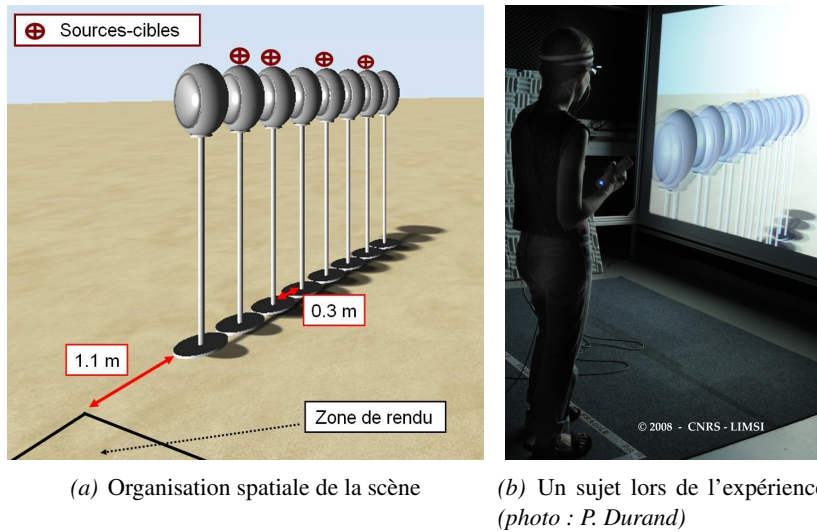 Sources-cibles
0.3 m
1.1 m
Zone de rendu
© 2008 - CNRS - LIMSI
(a) Organisation spatiale de la scène
(b) Un sujet lors de l'expérience
(photo : P. Durand)